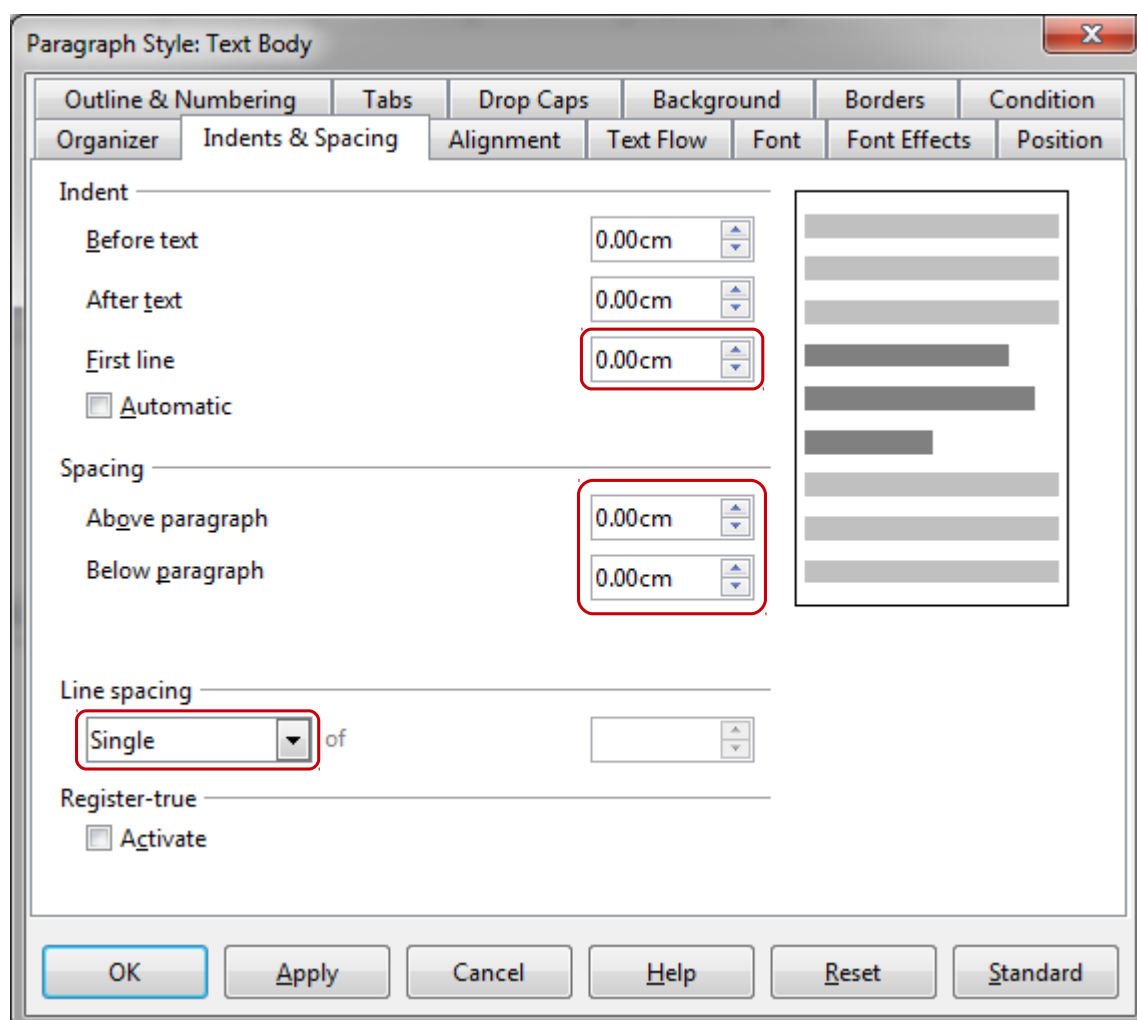 Paragraph Style: Text Body
Outline & Numbering Tabs Drop Caps Background Borders Condition
Organizer Indents & Spacing Alignment Text Flow Font Font Effects Position
Indent
Before text 0.00cm
After text 0.00cm
First line 0.00cm
Automatic
Spacing
Above paragraph 0.00cm
Below paragraph 0.00cm
Line spacing
Single of
Register-true
Activate
OK Apply Cancel Help Reset Standard